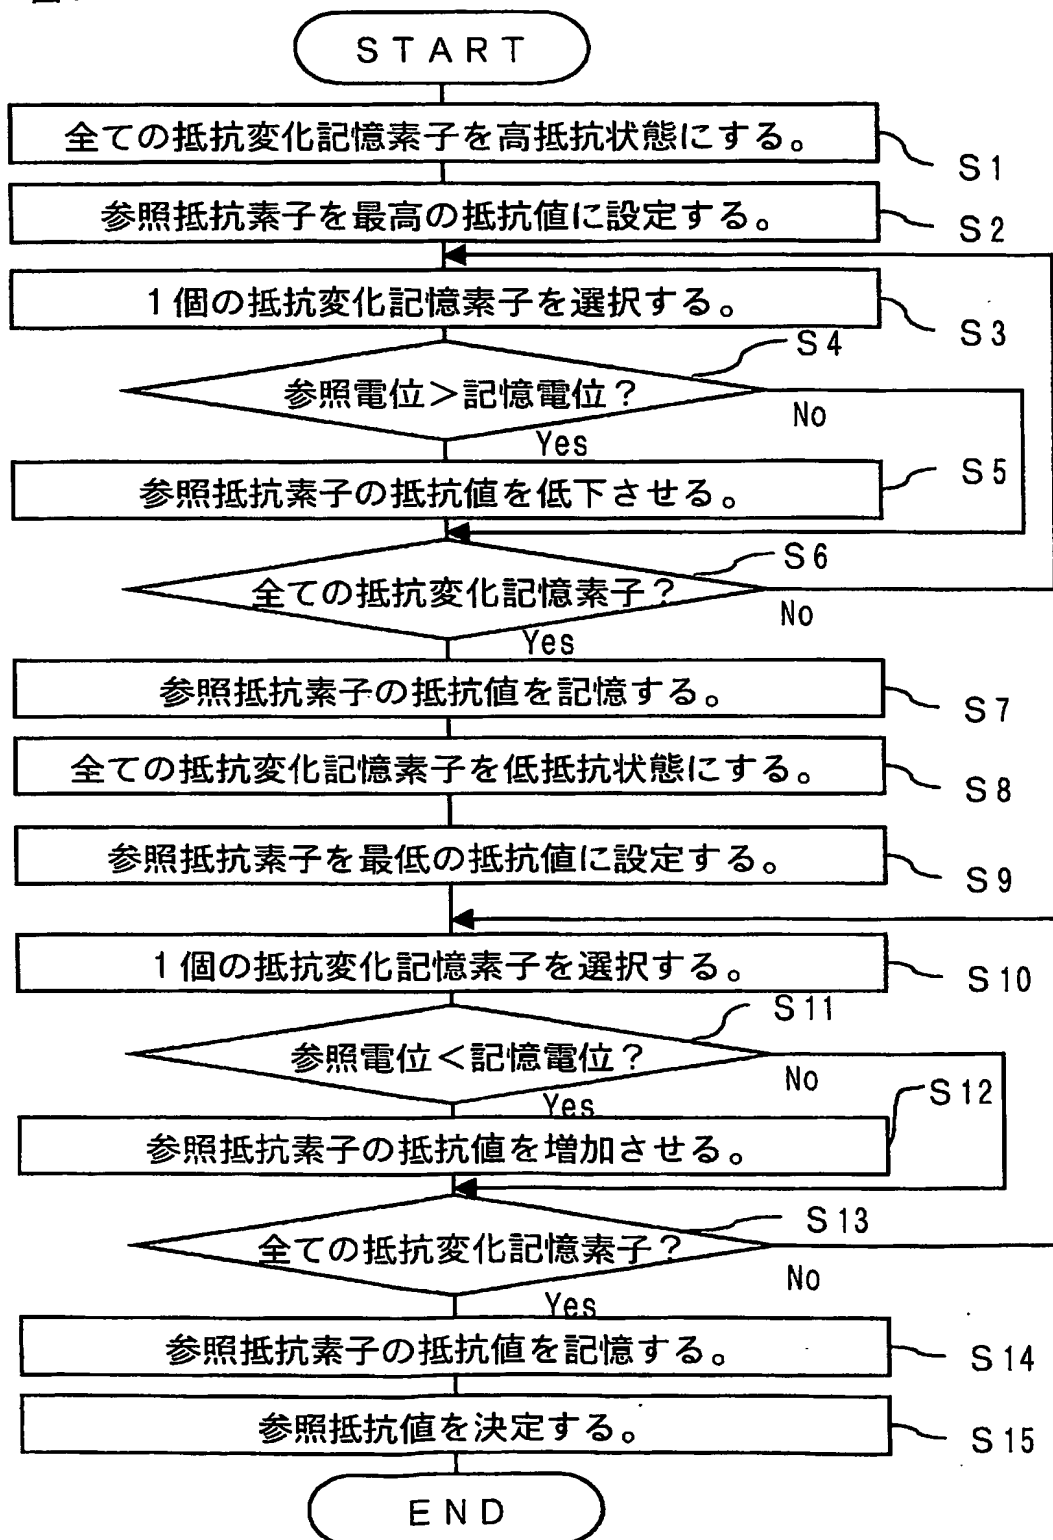 START
全ての抵抗変化記憶素子を高抵抗状態にする。
S1
参照抵抗素子を最高の抵抗値に設定する。
S2
1個の抵抗変化記憶素子を選択する。
S3
S4
参照電位>記憶電位?
No
Yes
参照抵抗素子の抵抗値を低下させる。
S5
S6
全ての抵抗変化記憶素子?
No
Yes
参照抵抗素子の抵抗値を記憶する。
S7
全ての抵抗変化記憶素子を低抵抗状態にする。
S8
参照抵抗素子を最低の抵抗値に設定する。
S9
1個の抵抗変化記憶素子を選択する。
S10
S11
参照電位<記憶電位?
No
Yes
S12
参照抵抗素子の抵抗値を増加させる。
S13
全ての抵抗変化記憶素子?
No
Yes
参照抵抗素子の抵抗値を記憶する。
S14
参照抵抗値を決定する。
S15
END